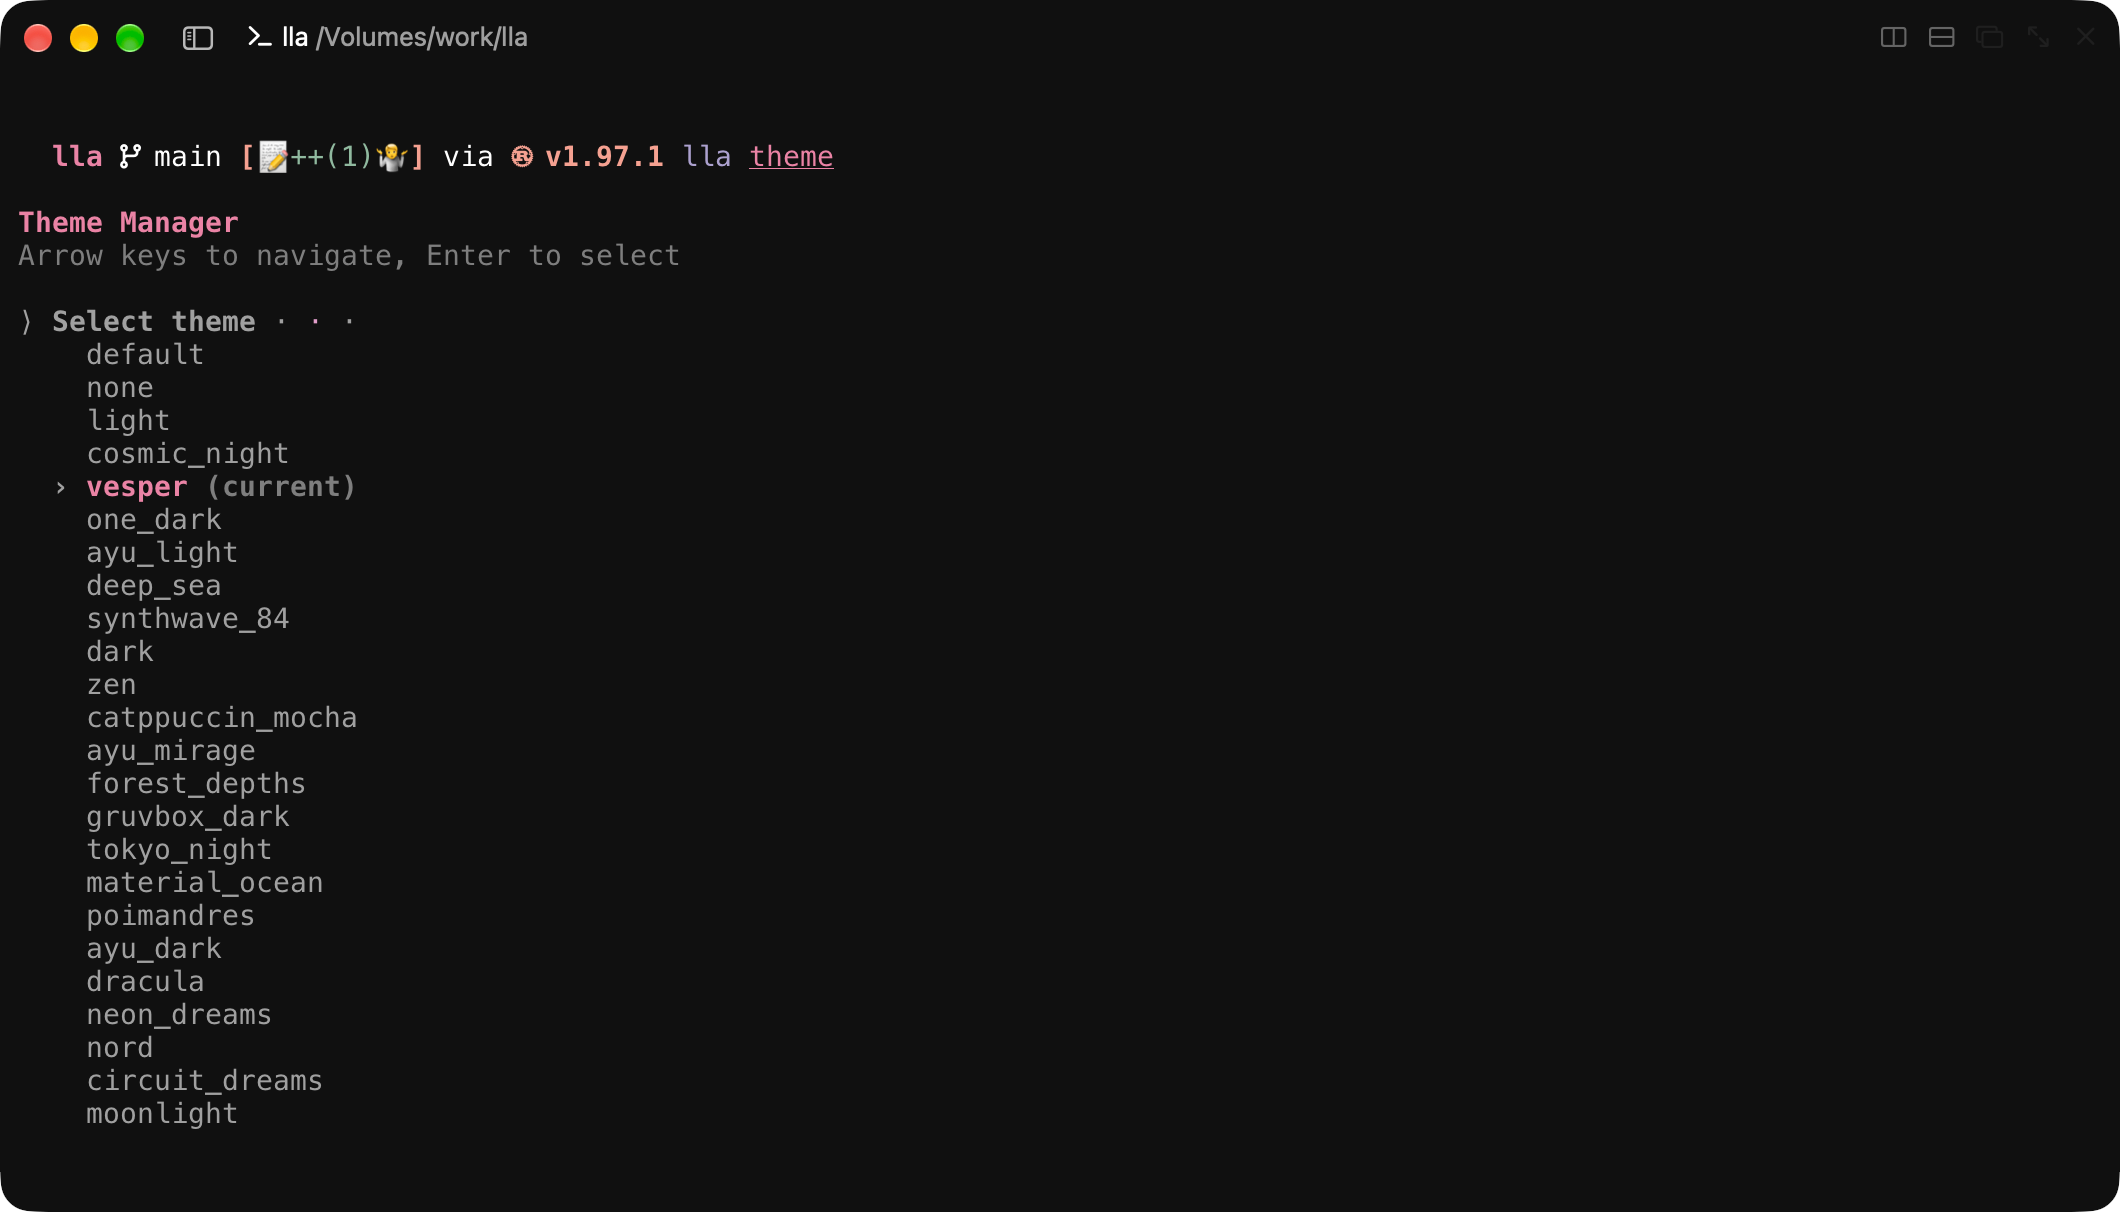 lla /Volumes/work/lla
lla main [📝++(1)🤷] via v1.97.1 lla theme
Theme Manager
Arrow keys to navigate, Enter to select
⟩ Select theme · · ·
default
none
light
cosmic_night
› vesper (current)
one_dark
ayu_light
deep_sea
synthwave_84
dark
zen
catppuccin_mocha
ayu_mirage
forest_depths
gruvbox_dark
tokyo_night
material_ocean
poimandres
ayu_dark
dracula
neon_dreams
nord
circuit_dreams
moonlight